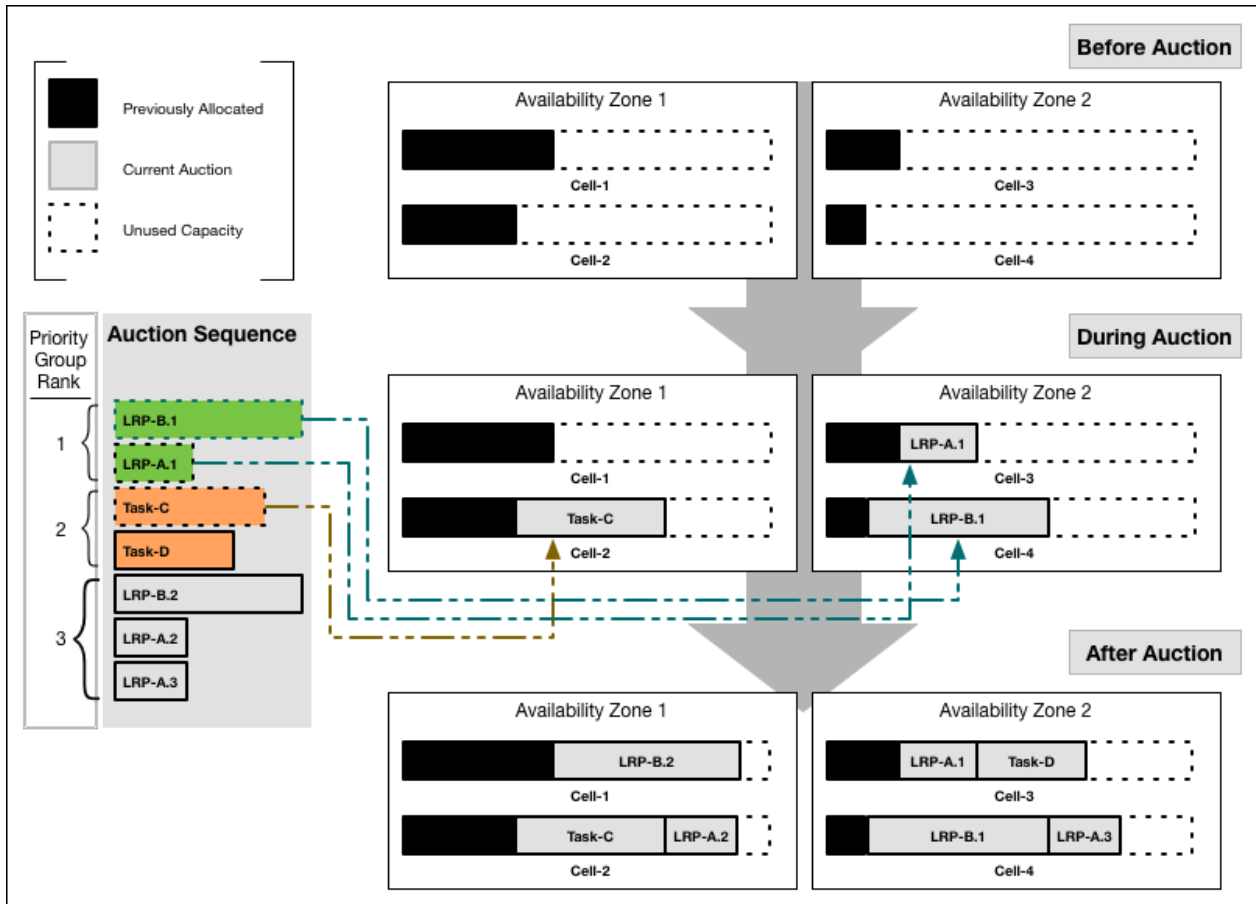 Before Auction
Previously Allocated
Current Auction
Unused Capacity
Availability Zone 1
Cell-1
Cell-2
Availability Zone 2
Cell-3
Cell-4
During Auction
Priority
Group
Rank
Auction Sequence
1
LRP-B.1
LRP-A.1
2
Task-C
Task-D
3
LRP-B.2
LRP-A.2
LRP-A.3
Availability Zone 1
Cell-1
Task-C
Cell-2
Availability Zone 2
LRP-A.1
Cell-3
LRP-B.1
Cell-4
After Auction
Availability Zone 1
LRP-B.2
Cell-1
Task-C LRP-A.2
Cell-2
Availability Zone 2
LRP-A.1 Task-D
Cell-3
LRP-B.1 LRP-A.3
Cell-4